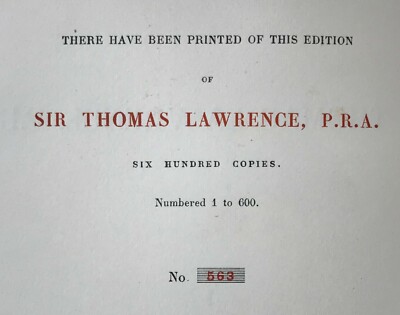 THERE HAVE BEEN PRINTED OF THIS EDITION
OF
SIR THOMAS LAWRENCE, P.R.A.
SIX HUNDRED COPIES.
Numbered 1 to 600.
No. 563